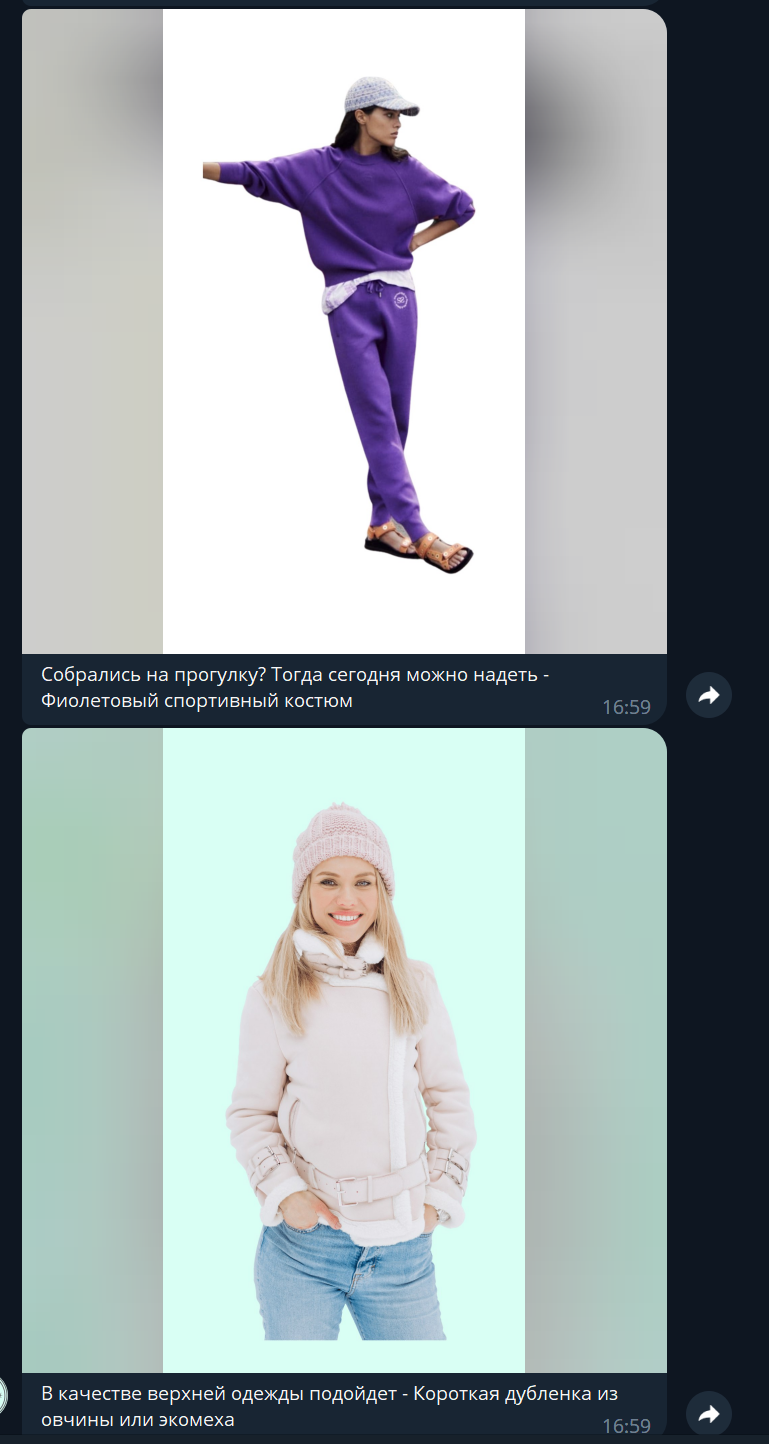 Собрались на прогулку? Тогда сегодня можно надеть -
Фиолетовый спортивный костюм
16:59
В качестве верхней одежды подойдет - Короткая дубленка из
овчины или экомеха
16:59